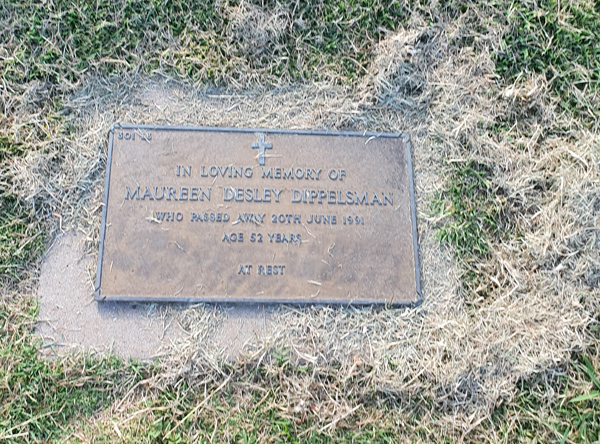 IN LOVING MEMORY OF
MAUREEN DESLEY DIPPELSMAN
WHO PASSED AWAY 20TH JUNE 1991
AGE 52 YEARS
AT REST